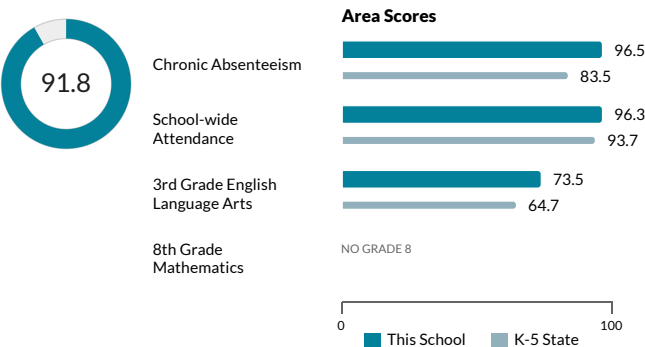 Area Scores
91.8
Chronic Absenteeism
96.5
83.5
School-wide
Attendance
96.3
93.7
3rd Grade English
Language Arts
73.5
64.7
8th Grade
Mathematics
NO GRADE 8
0
100
This School
K-5 State